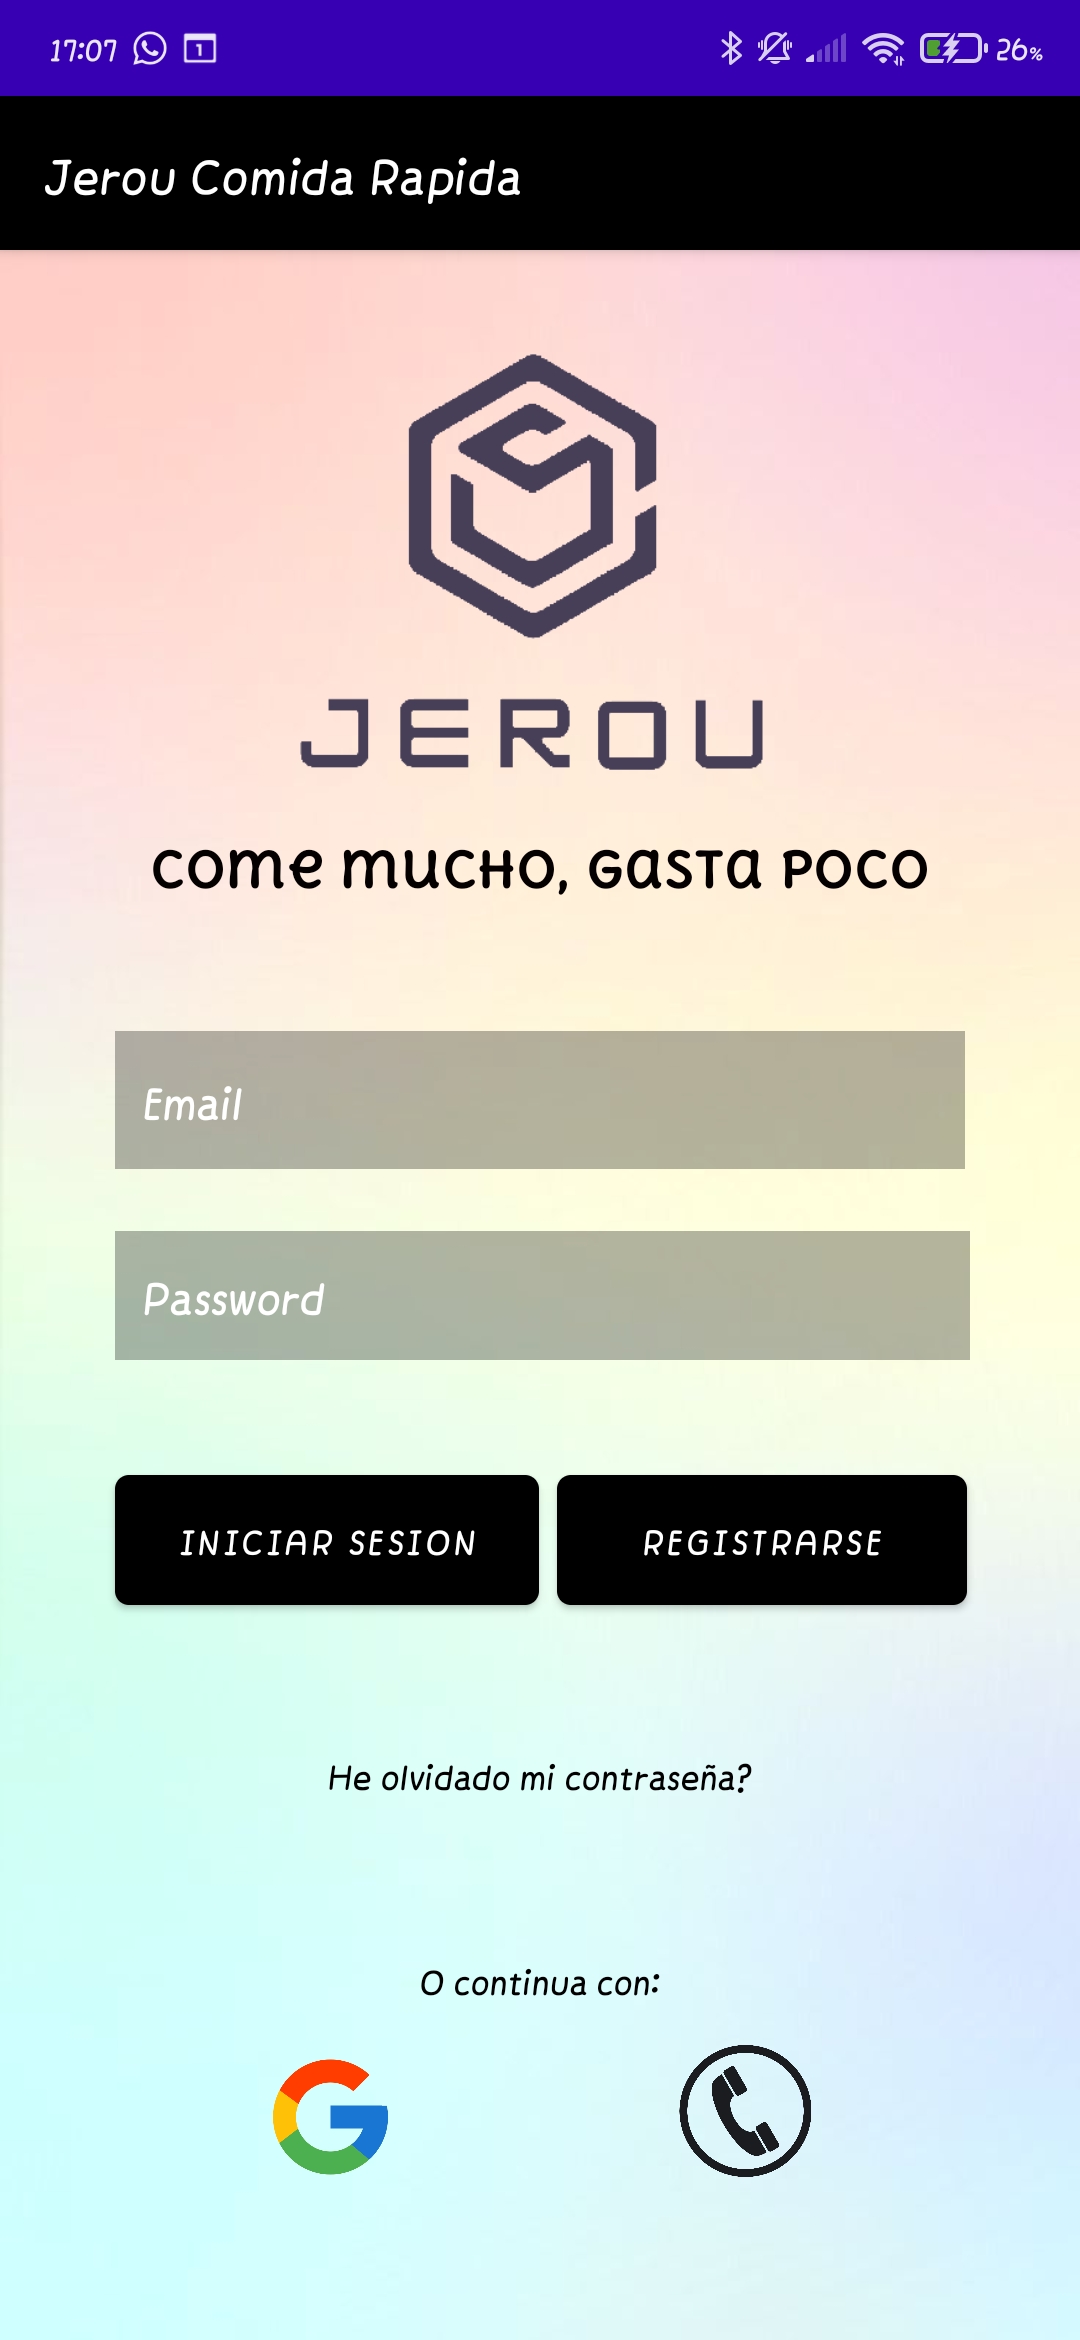 17:07 1 26%
Jerou Comida Rapida
JEROU
Come mucho, gasta poco
Email
Password
INICIAR SESION REGISTRARSE
He olvidado mi contraseña?
O continua con:
G